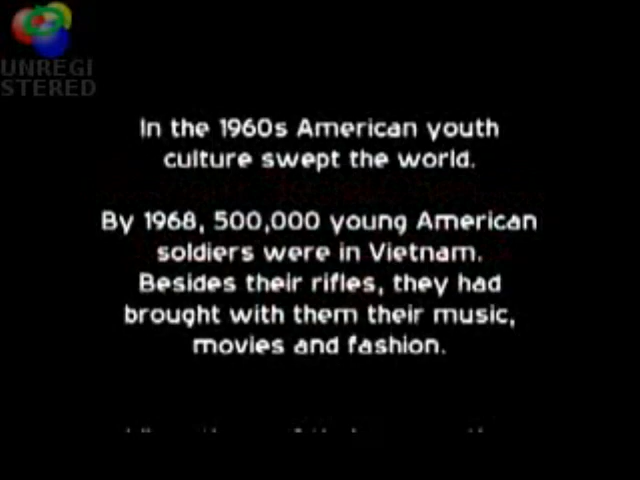 UNREGI
STERED
In the 1960s American youth
culture swept the world.
By 1968, 500,000 young American
soldiers were in Vietnam.
Besides their rifles, they had
brought with them their music,
movies and fashion.